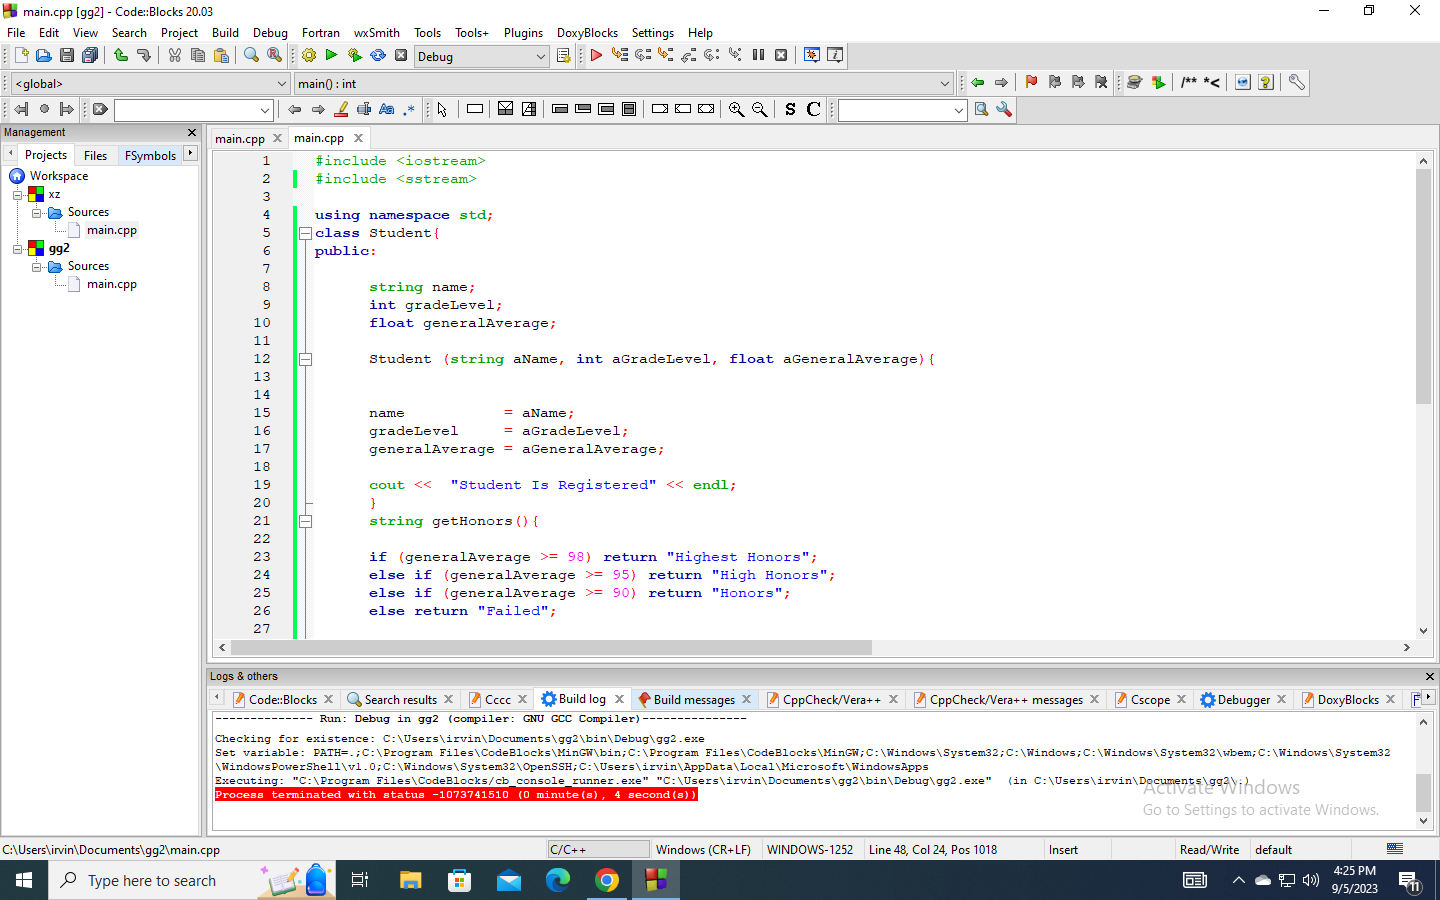 main.cpp [gg2] - Code::Blocks 20.03
File Edit View Search Project Build Debug Fortran wxSmith Tools Tools+ Plugins DoxyBlocks Settings Help
Debug
<global> main() : int
/** *<
Aa .*
S C
Management
Projects Files FSymbols
Workspace
xz
Sources
main.cpp
gg2
Sources
main.cpp
main.cpp main.cpp
1 #include <iostream>
2 #include <sstream>
3
4 using namespace std;
5 class Student{
6 public:
7
8 string name;
9 int gradeLevel;
10 float generalAverage;
11
12 Student (string aName, int aGradeLevel, float aGeneralAverage){
13
14
15 name = aName;
16 gradeLevel = aGradeLevel;
17 generalAverage = aGeneralAverage;
18
19 cout << "Student Is Registered" << endl;
20 }
21 string getHonors(){
22
23 if (generalAverage >= 98) return "Highest Honors";
24 else if (generalAverage >= 95) return "High Honors";
25 else if (generalAverage >= 90) return "Honors";
26 else return "Failed";
27
Logs & others
Code::Blocks Search results Cccc Build log Build messages CppCheck/Vera++ CppCheck/Vera++ messages Cscope Debugger DoxyBlocks F
-------------- Run: Debug in gg2 (compiler: GNU GCC Compiler)---------------
Checking for existence: C:\Users\irvin\Documents\gg2\bin\Debug\gg2.exe
Set variable: PATH=.;C:\Program Files\CodeBlocks\MinGW\bin;C:\Program Files\CodeBlocks\MinGW;C:\Windows\System32;C:\Windows;C:\Windows\System32\wbem;C:\Windows\System32
\WindowsPowerShell\v1.0;C:\Windows\System32\OpenSSH;C:\Users\irvin\AppData\Local\Microsoft\WindowsApps
Executing: "C:\Program Files\CodeBlocks/cb_console_runner.exe" "C:\Users\irvin\Documents\gg2\bin\Debug\gg2.exe" (in C:\Users\irvin\Documents\gg2\.)
Process terminated with status -1073741510 (0 minute(s), 4 second(s))
Activate Windows
Go to Settings to activate Windows.
C:\Users\irvin\Documents\gg2\main.cpp C/C++ Windows (CR+LF) WINDOWS-1252 Line 48, Col 24, Pos 1018 Insert Read/Write default
Type here to search
4:25 PM
9/5/2023
11